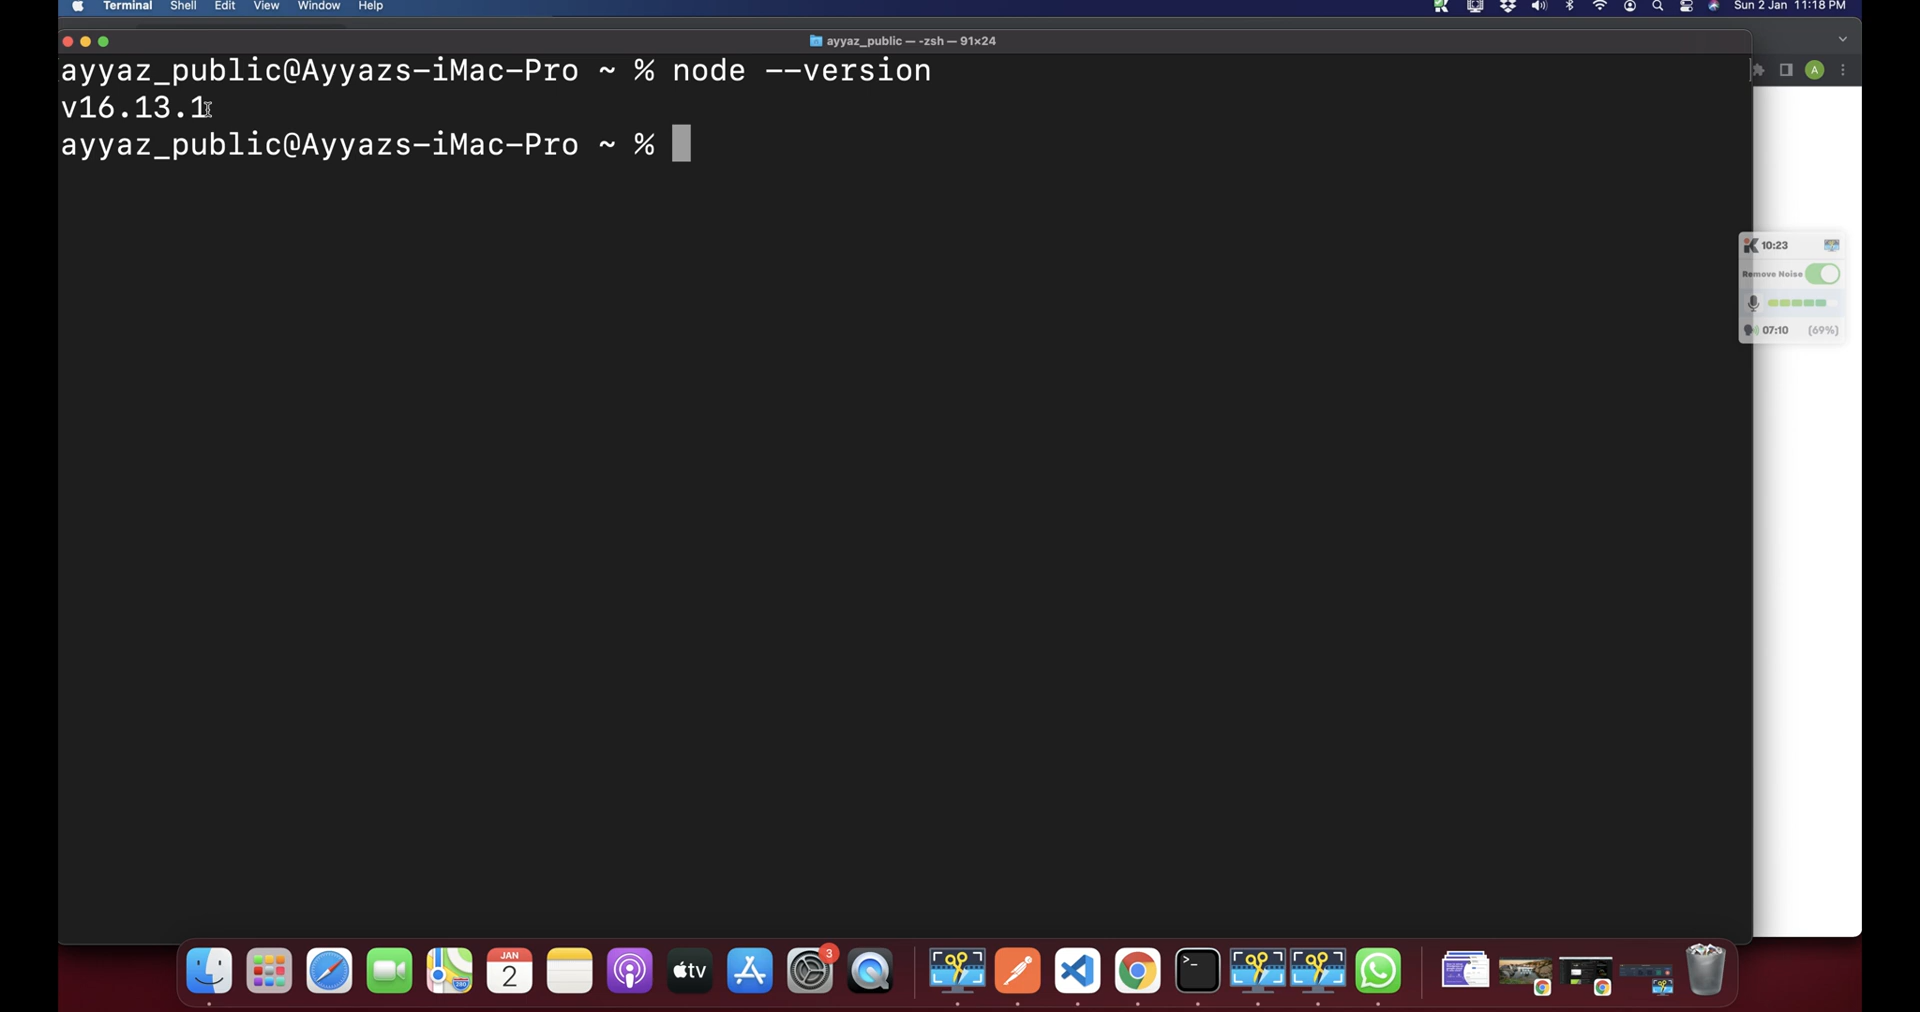 Terminal Shell Edit View Window Help Sun 2 Jan 11:18 PM
ayyaz_public — -zsh — 91×24
ayyaz_public@Ayyazs-iMac-Pro ~ % node --version
v16.13.1
ayyaz_public@Ayyazs-iMac-Pro ~ %
A
10:23
Remove Noise
07:10 (69%)
JAN
2
tv
3
>_
280